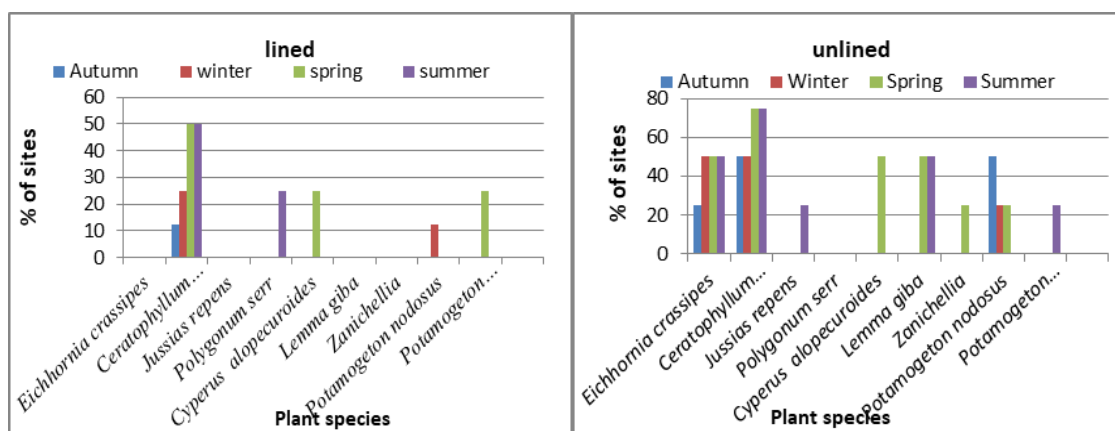 lined
Autumn winter spring summer
% of sites
60
50
40
30
20
10
0
Eichhornia crassipes
Ceratophyllum...
Jussias repens
Polygonum serr
Cyperus alopecuroides
Lemma giba
Zanichellia
Potamogeton nodosus
Potamogeton...
Plant species
unlined
Autumn Winter Spring Summer
% of sites
80
60
40
20
0
Eichhornia crassipes
Ceratophyllum...
Jussias repens
Polygonum serr
Cyperus alopecuroides
Lemma giba
Zanichellia
Potamogeton nodosus
Potamogeton...
Plant species